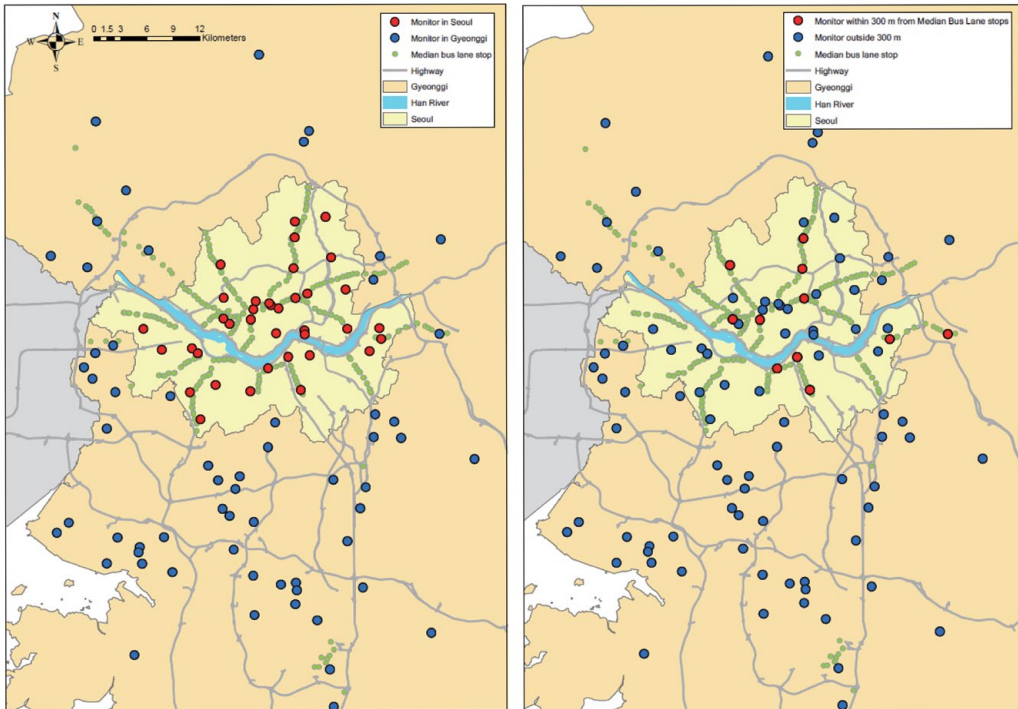 N
W E
S
0 1.5 3 6 9 12
Kilometers
Monitor in Seoul
Monitor in Gyeonggi
Median bus lane stop
Highway
Gyeonggi
Han River
Seoul
Monitor within 300 m from Median Bus Lane stops
Monitor outside 300 m
Median bus lane stop
Highway
Gyeonggi
Han River
Seoul